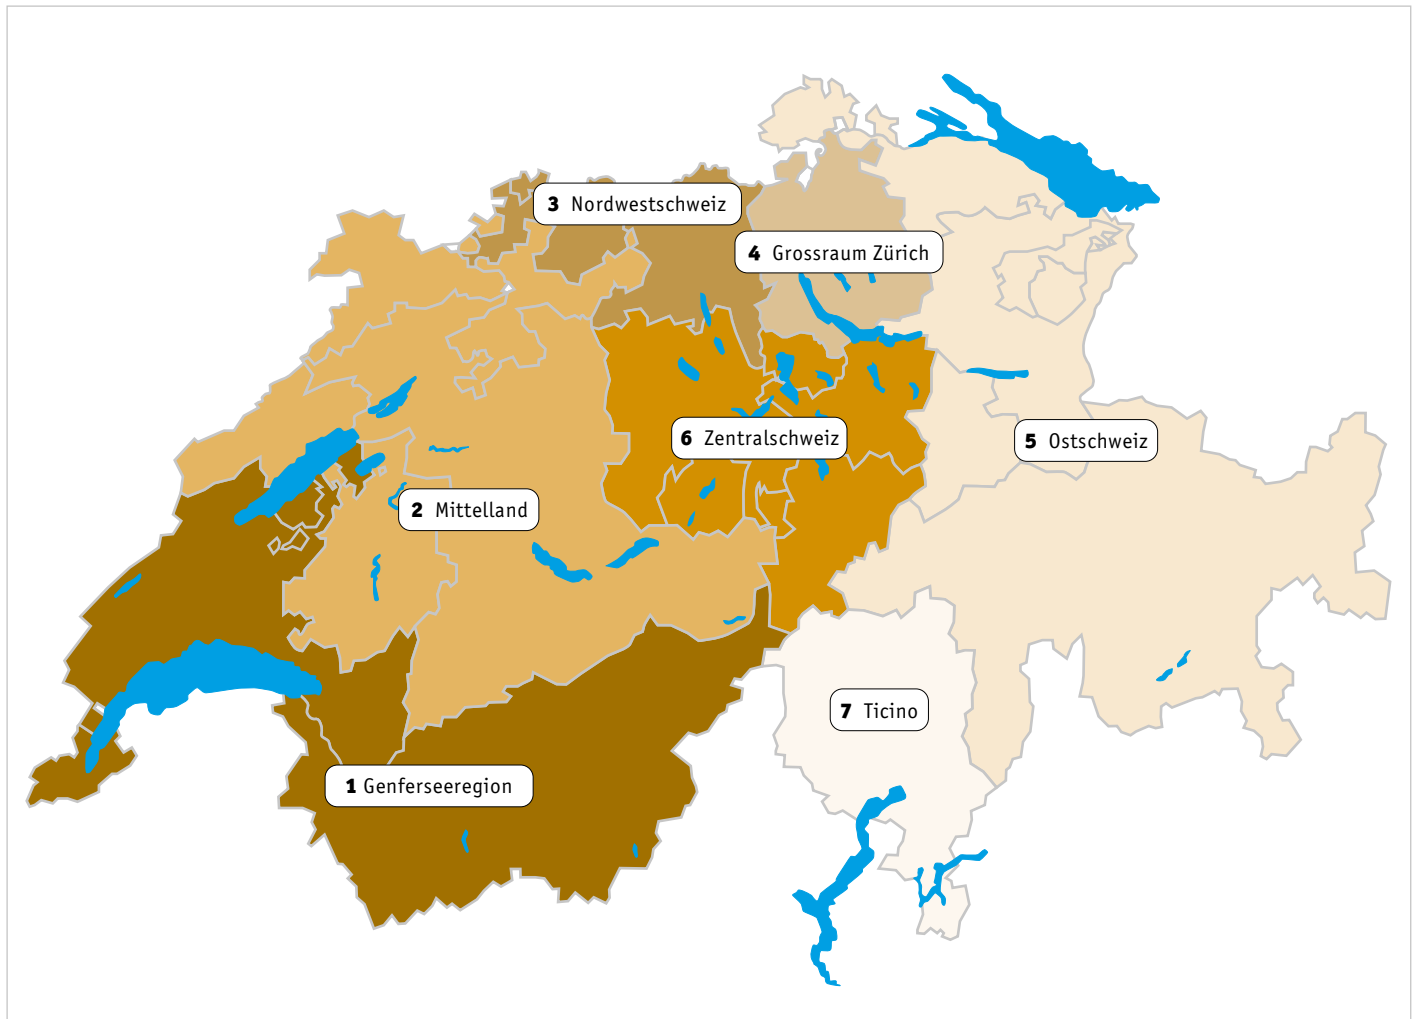 3 Nordwestschweiz
4 Grossraum Zürich
6 Zentralschweiz
5 Ostschweiz
2 Mittelland
7 Ticino
1 Genferseeregion